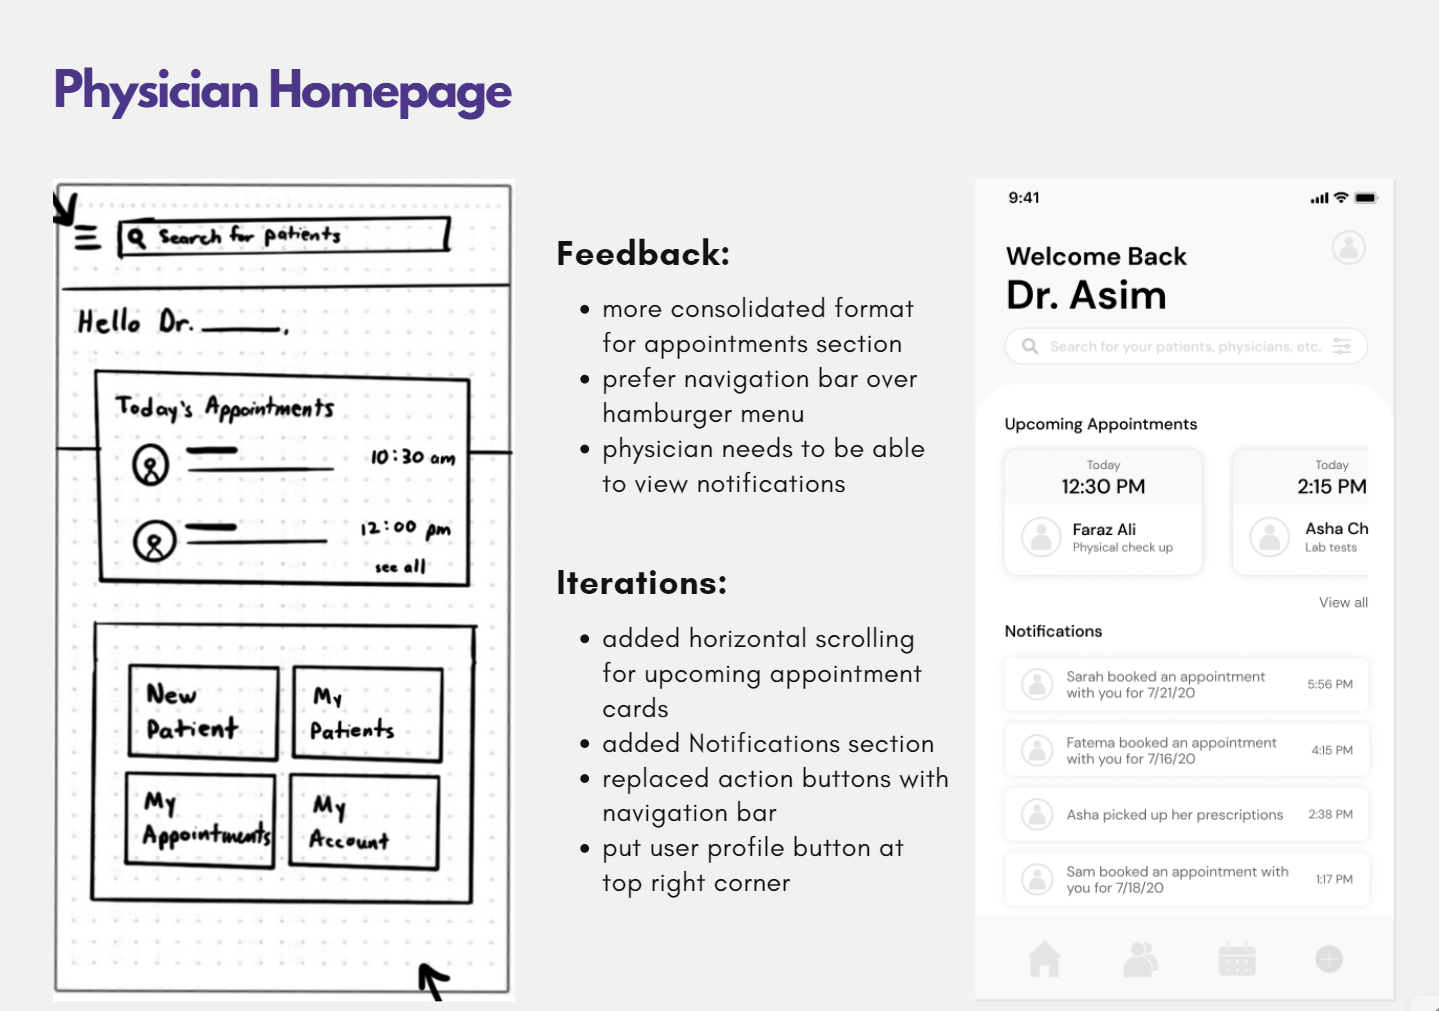 Physician Homepage
Search for patients
Hello Dr. ______.
Today's Appointments
10:30 am
12:00 pm
see all
New
Patient
My
Patients
My
Appointments
My
Account
Feedback:
• more consolidated format
for appointments section
• prefer navigation bar over
hamburger menu
• physician needs to be able
to view notifications
Iterations:
• added horizontal scrolling
for upcoming appointment
cards
• added Notifications section
• replaced action buttons with
navigation bar
• put user profile button at
top right corner
9:41
Welcome Back
Dr. Asim
Search for your patients, physicians, etc.
Upcoming Appointments
Today
12:30 PM
Faraz Ali
Physical check up
Today
2:15 PM
Asha Ch
Lab tests
View all
Notifications
Sarah booked an appointment
with you for 7/21/20
5:56 PM
Fatema booked an appointment
with you for 7/16/20
4:15 PM
Asha picked up her prescriptions
2:38 PM
Sam booked an appointment with
you for 7/18/20
1:17 PM